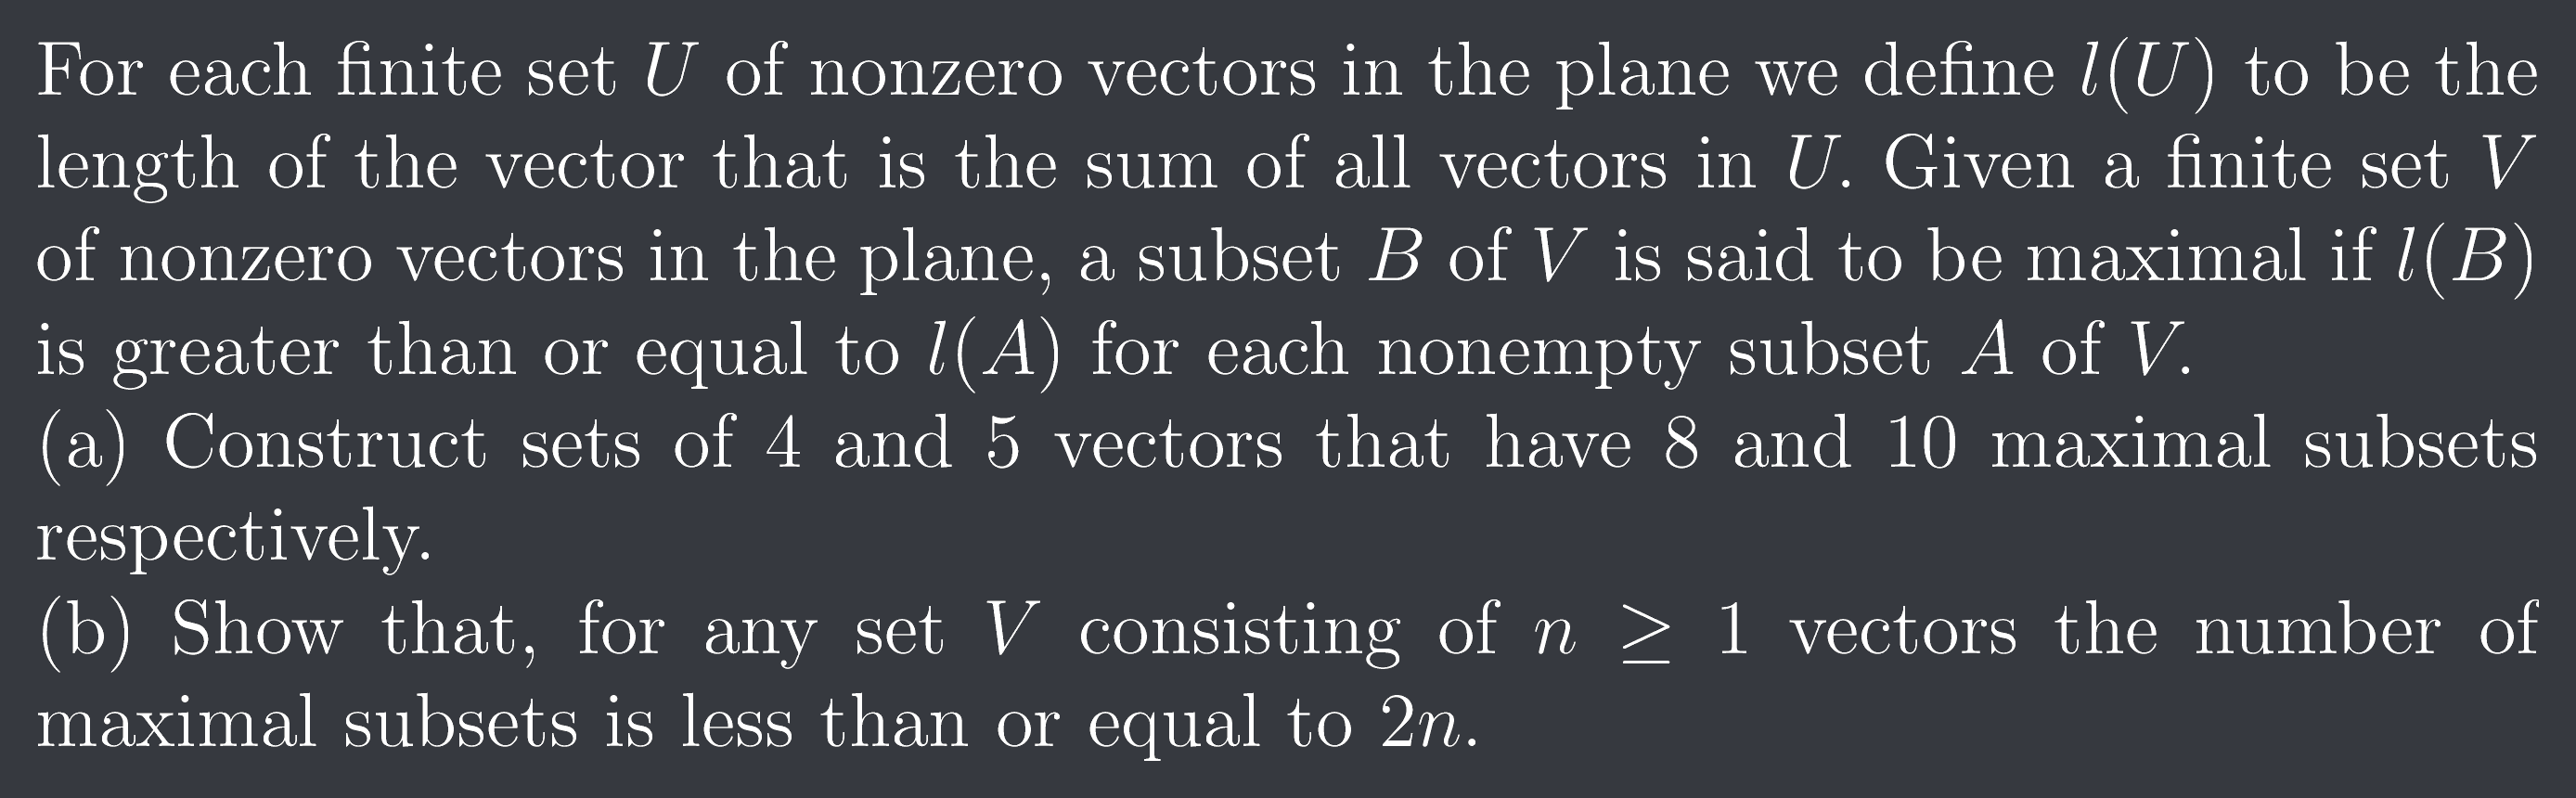 For each finite set U of nonzero vectors in the plane we define l(U) to be the
length of the vector that is the sum of all vectors in U. Given a finite set V
of nonzero vectors in the plane, a subset B of V is said to be maximal if l(B)
is greater than or equal to l(A) for each nonempty subset A of V.
(a) Construct sets of 4 and 5 vectors that have 8 and 10 maximal subsets
respectively.
(b) Show that, for any set V consisting of n ≥ 1 vectors the number of
maximal subsets is less than or equal to 2n.